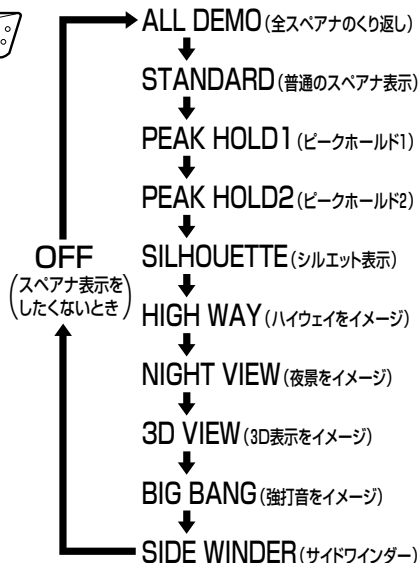 ALL DEMO(全スペアナのくり返し)
STANDARD(普通のスペアナ表示)
PEAK HOLD1(ピークホールド1)
PEAK HOLD2(ピークホールド2)
SILHOUETTE(シルエット表示)
HIGH WAY(ハイウェイをイメージ)
NIGHT VIEW(夜景をイメージ)
3D VIEW(3D表示をイメージ)
BIG BANG(強打音をイメージ)
SIDE WINDER(サイドワインダー)
OFF
(スペアナ表示を
したくないとき)